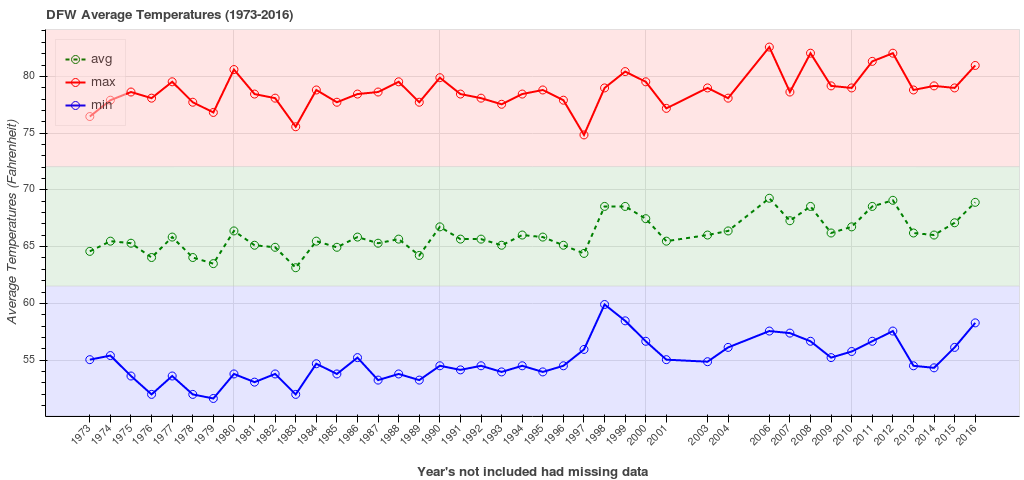 DFW Average Temperatures (1973-2016)
avg
max
min
80
75
70
65
60
55
Average Temperatures (Fahrenheit)
1973 1974 1975 1976 1977 1978 1979 1980 1981 1982 1983 1984 1985 1986 1987 1988 1989 1990 1991 1992 1993 1994 1995 1996 1997 1998 1999 2000 2001 2003 2004 2006 2007 2008 2009 2010 2011 2012 2013 2014 2015 2016
Year's not included had missing data